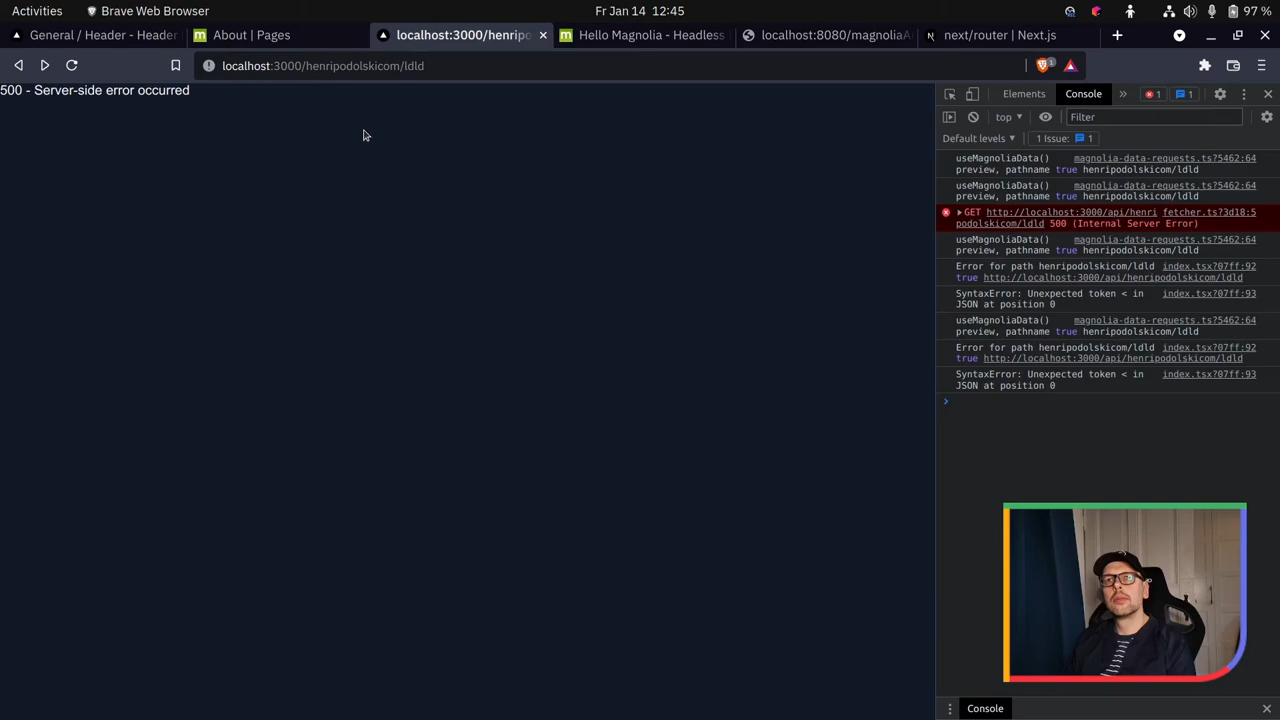 Activities
Brave Web Browser
Fr Jan 14 12:45
97 %
General / Header - Header
About | Pages
localhost:3000/henripo
Hello Magnolia - Headless
localhost:8080/magnoliaA
next/router | Next.js
localhost:3000/henripodolskicom/ldld
1
500 - Server-side error occurred
Elements
Console
1
1
top
Filter
Default levels
1 Issue:
1
useMagnoliaData() magnolia-data-requests.ts?5462:64
preview, pathname true henripodolskicom/ldld
useMagnoliaData() magnolia-data-requests.ts?5462:64
preview, pathname true henripodolskicom/ldld
GET http://localhost:3000/api/henri fetcher.ts?3d18:5
podolskicom/ldld 500 (Internal Server Error)
useMagnoliaData() magnolia-data-requests.ts?5462:64
preview, pathname true henripodolskicom/ldld
Error for path henripodolskicom/ldld index.tsx?07ff:92
true http://localhost:3000/api/henripodolskicom/ldld
SyntaxError: Unexpected token < in index.tsx?07ff:93
JSON at position 0
useMagnoliaData() magnolia-data-requests.ts?5462:64
preview, pathname true henripodolskicom/ldld
Error for path henripodolskicom/ldld index.tsx?07ff:92
true http://localhost:3000/api/henripodolskicom/ldld
SyntaxError: Unexpected token < in index.tsx?07ff:93
JSON at position 0
Console